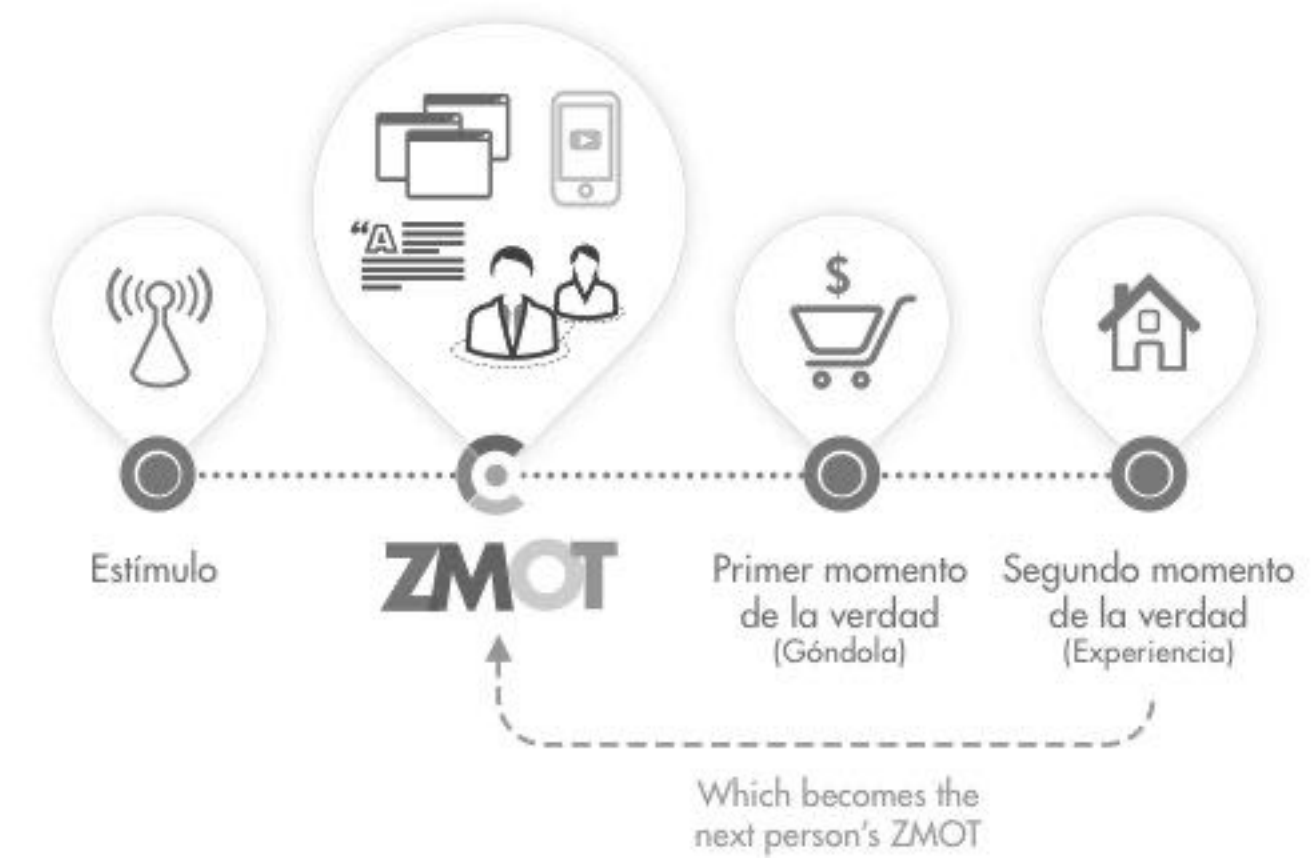 “A
$
Estímulo
ZMOT
Primer momento
de la verdad
(Góndola)
Segundo momento
de la verdad
(Experiencia)
Which becomes the
next person's ZMOT